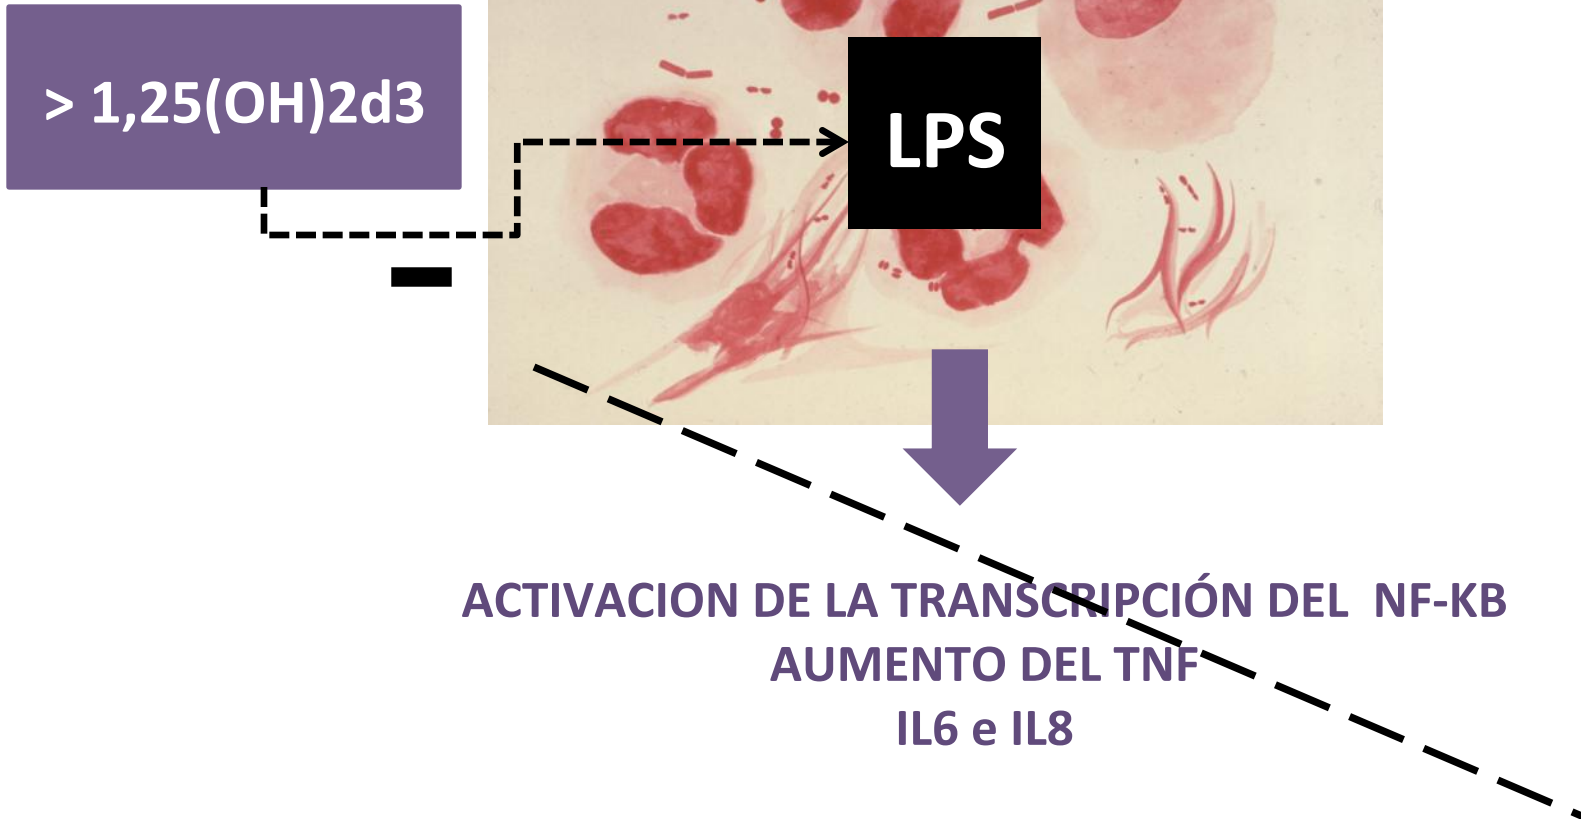 > 1,25(OH)2d3
LPS
ACTIVACION DE LA TRANSCRIPCIÓN DEL NF-KB
AUMENTO DEL TNF
IL6 e IL8